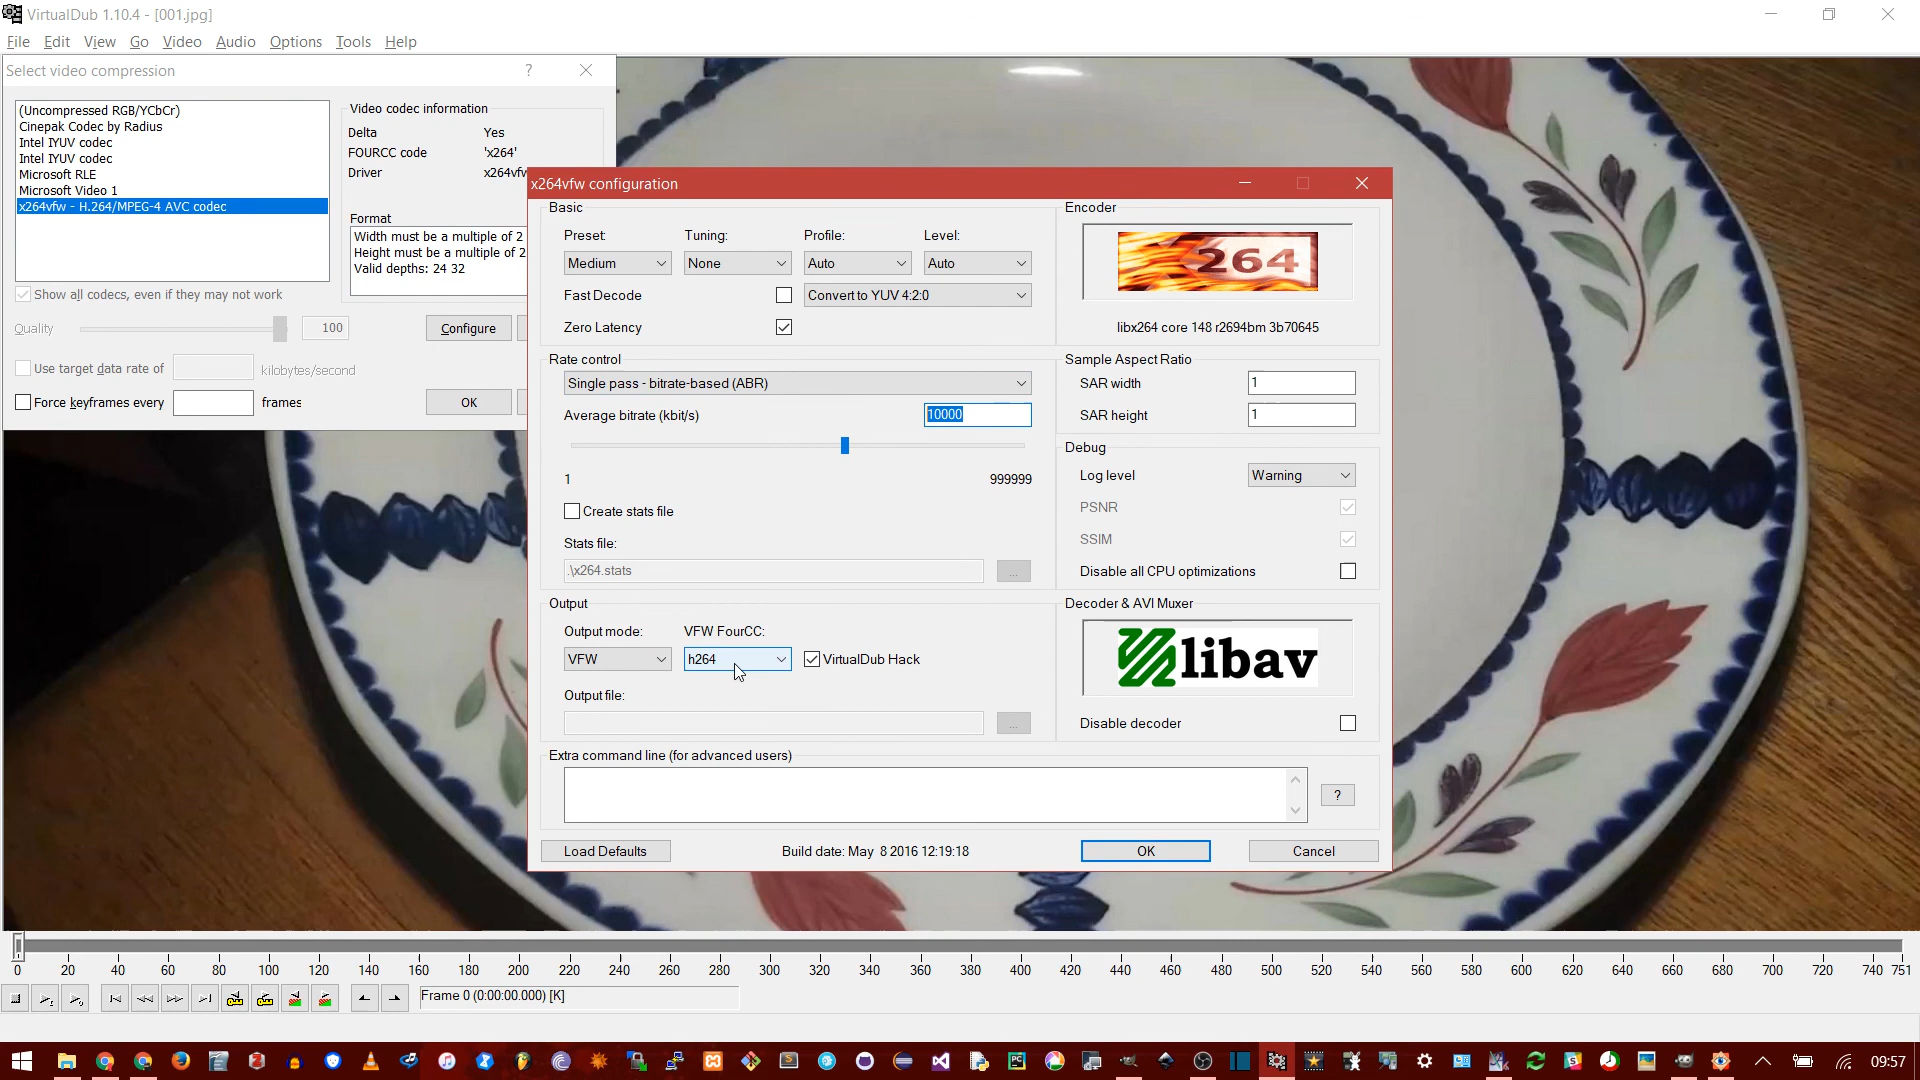 VirtualDub 1.10.4 - [001.jpg]
File Edit View Go Video Audio Options Tools Help
Select video compression
?
(Uncompressed RGB/YCbCr)
Cinepak Codec by Radius
Intel IYUV codec
Intel IYUV codec
Microsoft RLE
Microsoft Video 1
x264vfw - H.264/MPEG-4 AVC codec
Show all codecs, even if they may not work
Quality 100
Use target data rate of kilobytes/second
Force keyframes every frames
Video codec information
Delta Yes
FOURCC code 'x264'
Driver x264vfw
Format
Width must be a multiple of 2
Height must be a multiple of 2
Valid depths: 24 32
Configure
OK
x264vfw configuration
Basic
Preset: Tuning: Profile: Level:
Medium None Auto Auto
Fast Decode Convert to YUV 4:2:0
Zero Latency
Rate control
Single pass - bitrate-based (ABR)
Average bitrate (kbit/s) 10000
1 999999
Create stats file
Stats file:
.\x264.stats ...
Output
Output mode: VFW FourCC:
VFW h264 VirtualDub Hack
Output file:
...
Encoder
264
libx264 core 148 r2694bm 3b70645
Sample Aspect Ratio
SAR width 1
SAR height 1
Debug
Log level Warning
PSNR
SSIM
Disable all CPU optimizations
Decoder & AVI Muxer
libav
Disable decoder
Extra command line (for advanced users)
?
Load Defaults Build date: May 8 2016 12:19:18 OK Cancel
0 20 40 60 80 100 120 140 160 180 200 220 240 260 280 300 320 340 360 380 400 420 440 460 480 500 520 540 560 580 600 620 640 660 680 700 720 740 751
Frame 0 (0:00:00.000) [K]
09:57